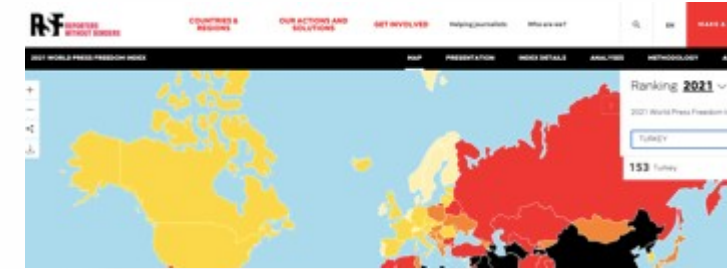 RSF REPORTERS WITHOUT BORDERS
COUNTRIES & REGIONS
OUR ACTIONS AND SOLUTIONS
GET INVOLVED
Helping journalists
Who are we?
EN
MAKE A
2021 WORLD PRESS FREEDOM INDEX
MAP
PRESENTATION
INDEX DETAILS
ANALYSES
METHODOLOGY
A
Ranking 2021
2021 World Press Freedom I
TURKEY
153 Turkey